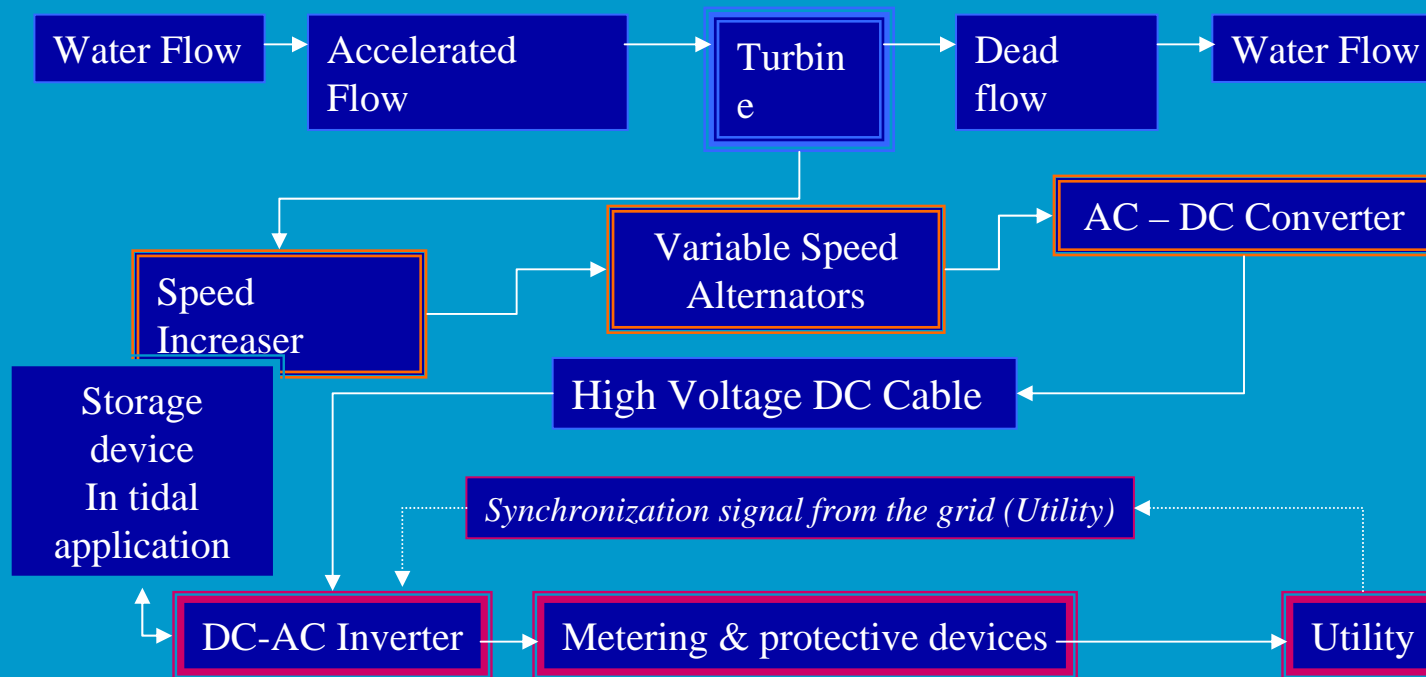 Water Flow
Accelerated
Flow
Turbin
e
Dead
flow
Water Flow
AC – DC Converter
Variable Speed
Alternators
Speed
Increaser
High Voltage DC Cable
Storage
device
In tidal
application
Synchronization signal from the grid (Utility)
DC-AC Inverter
Metering & protective devices
Utility